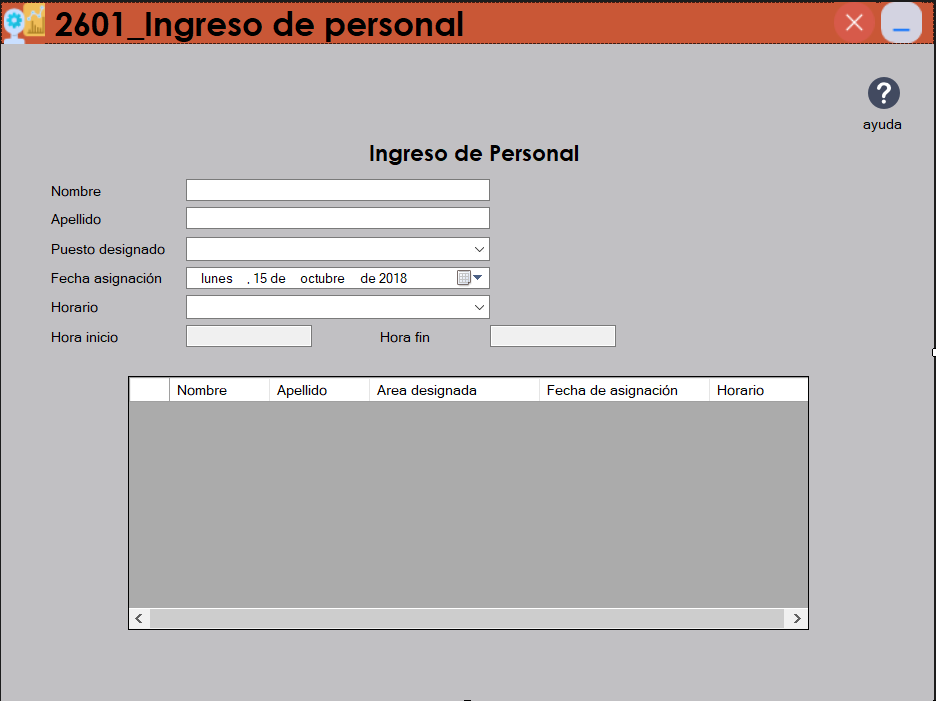 2601_Ingreso de personal
ayuda
Ingreso de Personal
Nombre
Apellido
Puesto designado
Fecha asignación lunes , 15 de octubre de 2018
Horario
Hora inicio Hora fin
Nombre Apellido Area designada Fecha de asignación Horario